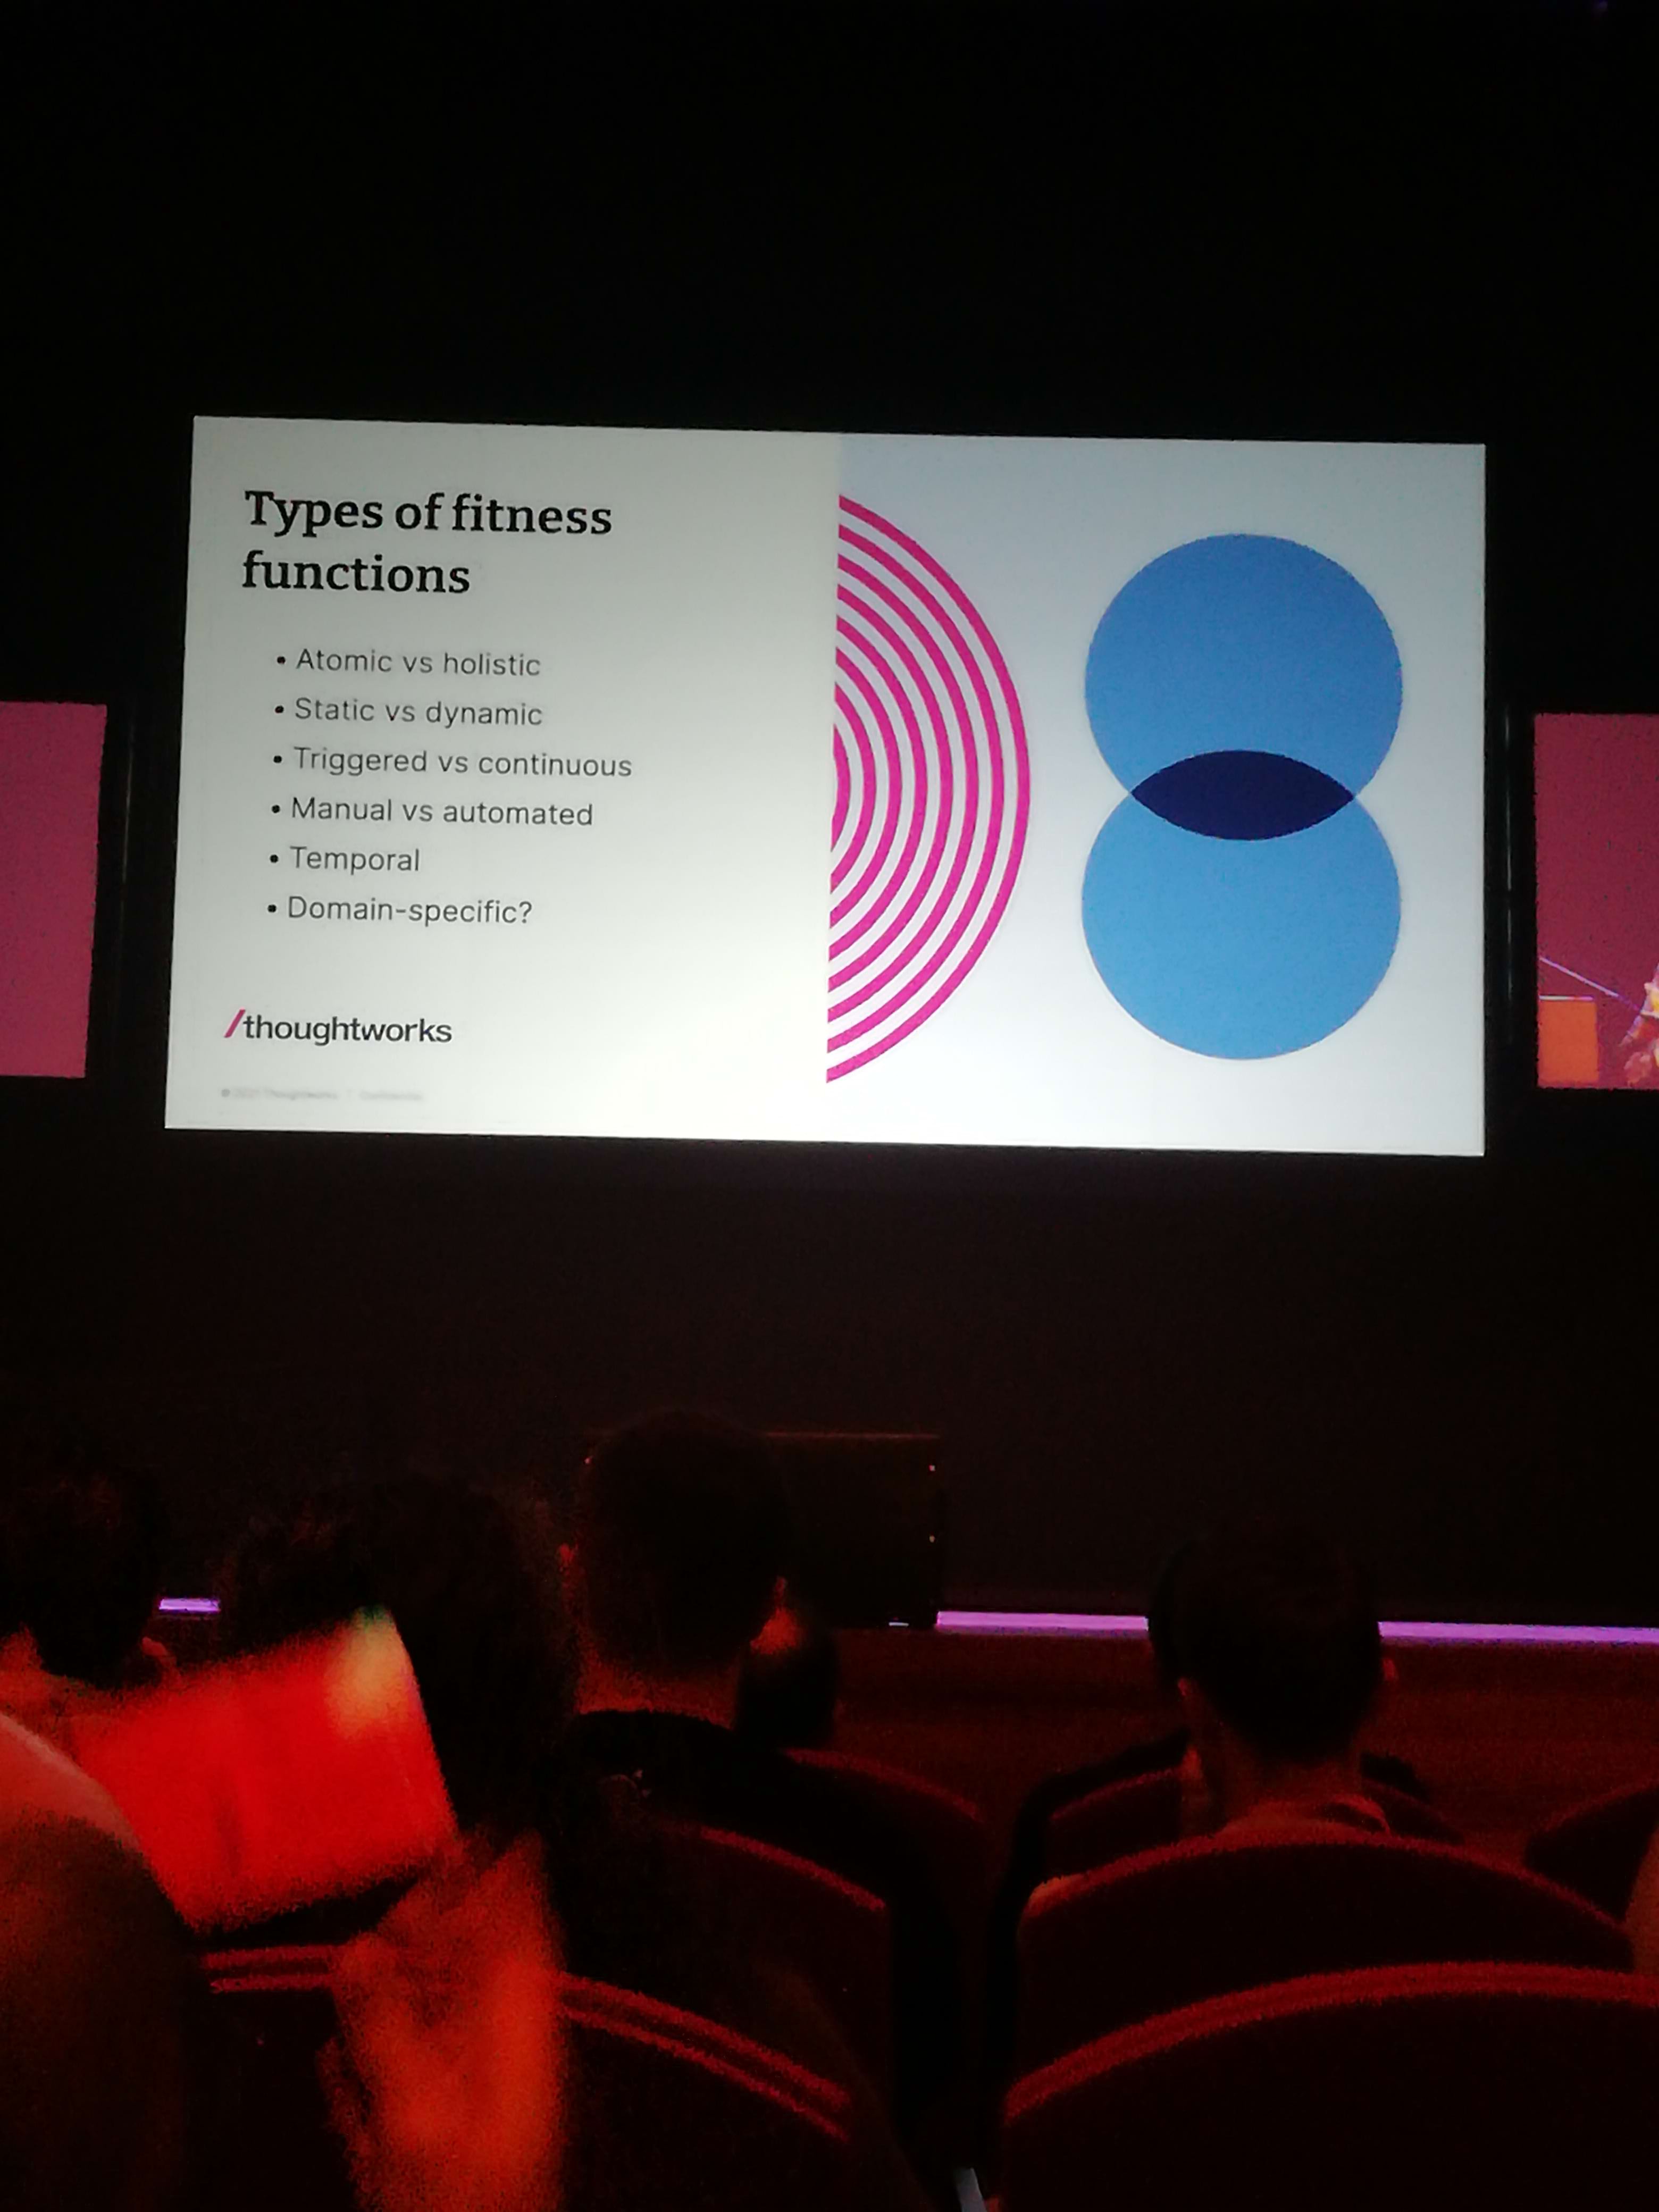 Types of fitness
functions
• Atomic vs holistic
• Static vs dynamic
• Triggered vs continuous
• Manual vs automated
• Temporal
• Domain-specific?
/thoughtworks